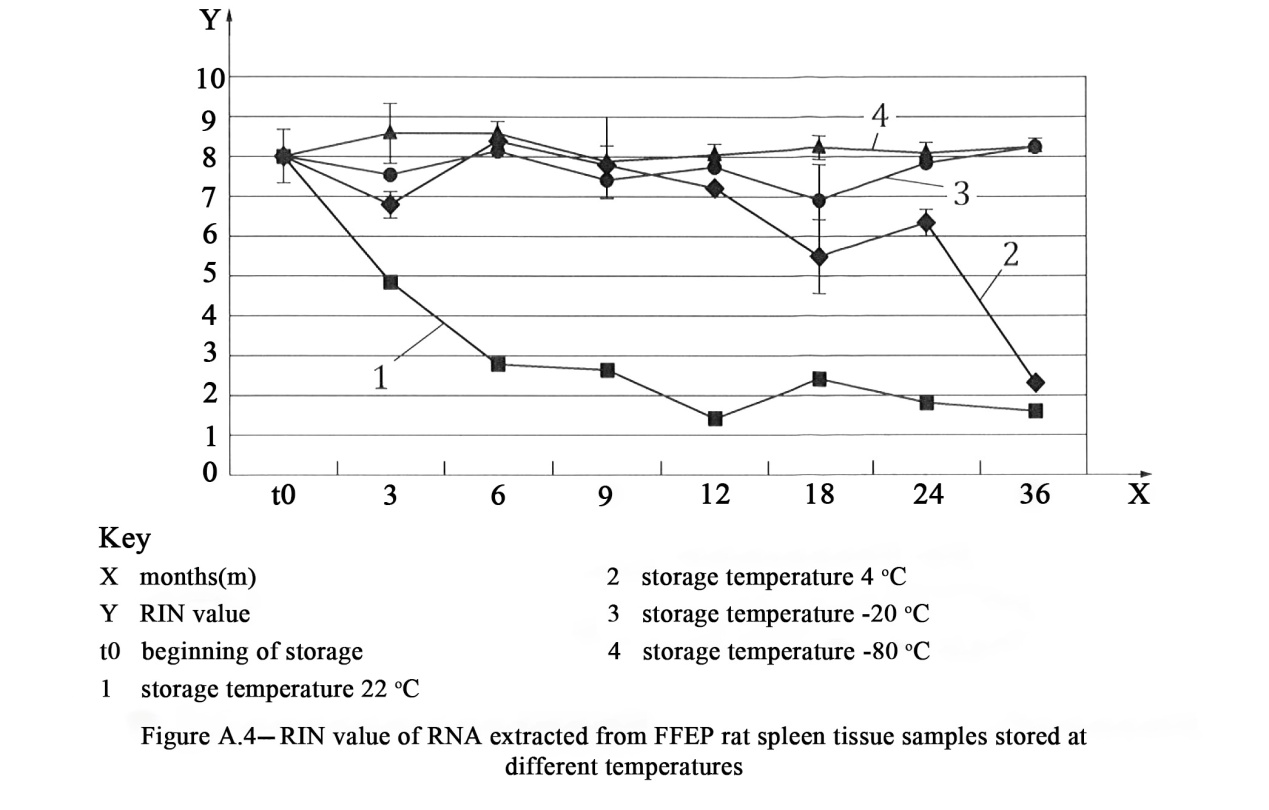 Y
10
9
8
7
6
5
4
3
2
1
0
4
3
2
1
t0 3 6 9 12 18 24 36 X
Key
X months(m)
Y RIN value
t0 beginning of storage
1 storage temperature 22 °C
2 storage temperature 4 °C
3 storage temperature -20 °C
4 storage temperature -80 °C
Figure A.4—RIN value of RNA extracted from FFEP rat spleen tissue samples stored at
different temperatures